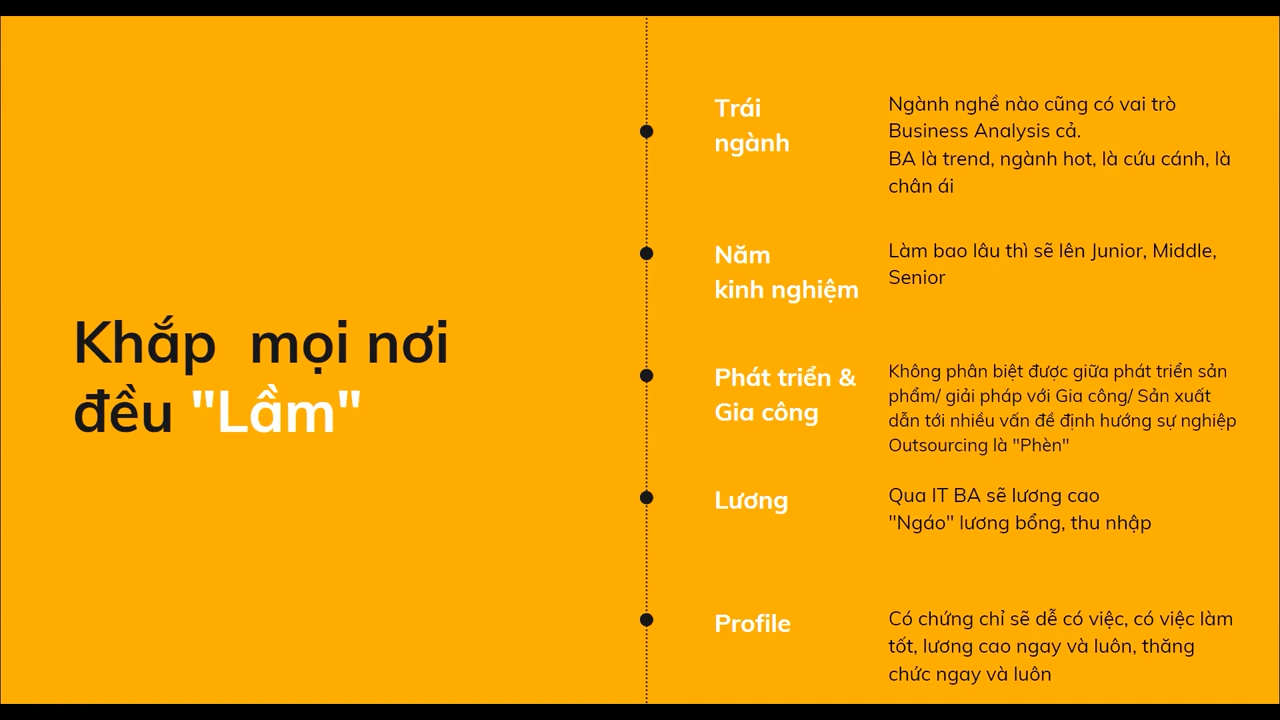 Khắp  mọi nơi
đều "Lầm"
Trái
ngành
Ngành nghề nào cũng có vai trò
Business Analysis cả.
BA là trend, ngành hot, là cứu cánh, là
chân ái
Năm
kinh nghiệm
Làm bao lâu thì sẽ lên Junior, Middle,
Senior
Phát triển &
Gia công
Không phân biệt được giữa phát triển sản
phẩm/ giải pháp với Gia công/ Sản xuất
dẫn tới nhiều vấn đề định hướng sự nghiệp
Outsourcing là "Phèn"
Lương
Qua IT BA sẽ lương cao
"Ngáo" lương bổng, thu nhập
Profile
Có chứng chỉ sẽ dễ có việc, có việc làm
tốt, lương cao ngay và luôn, thăng
chức ngay và luôn